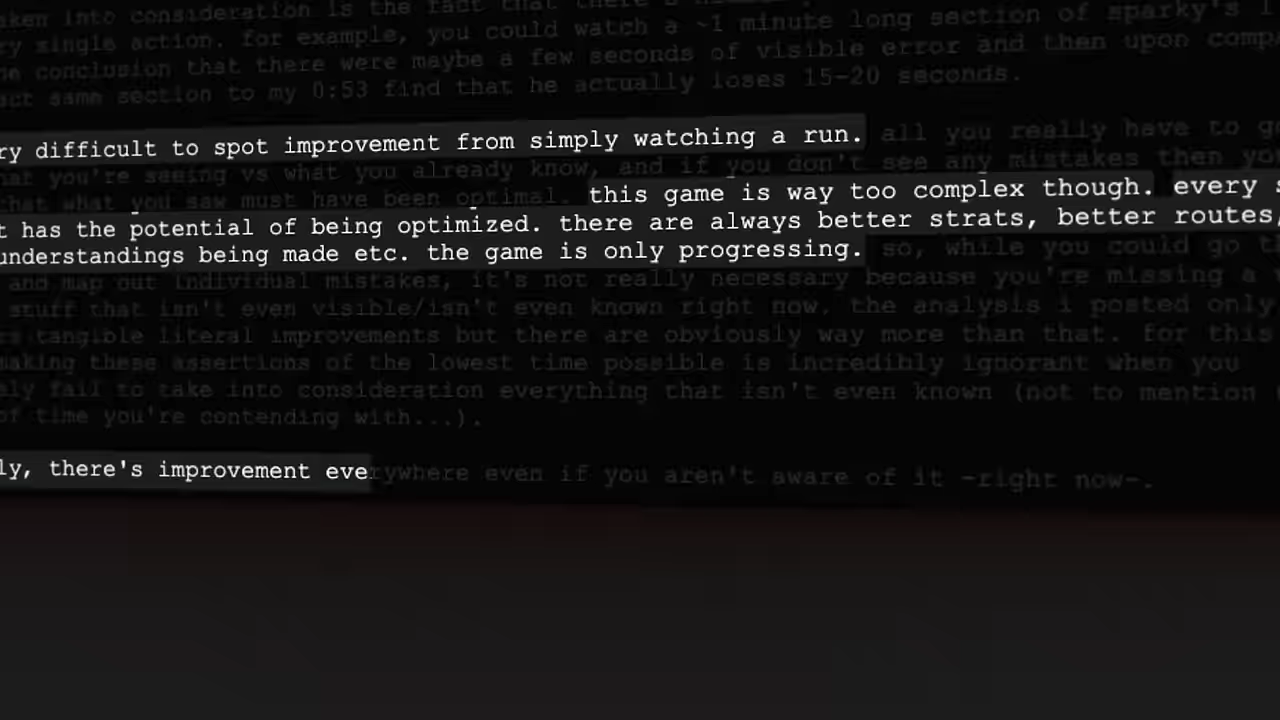 aken into consideration is the fact that there's
ry single action. for example, you could watch a ~1 minute long section of sparky's
conclusion that there were maybe a few seconds of visible error and then upon
same section to my 0:53 find that he actually loses 15-20 seconds.
ry difficult to spot improvement from simply watching a run. all you really have to
hat you're seeing vs what you already know, and if you don't see any mistakes then
that what you saw must have been optimal. this game is way too complex though. every
t has the potential of being optimized. there are always better strats, better routes,
understandings being made etc. the game is only progressing. so, while you could go
and map out individual mistakes, it's not really necessary because you're missing a
stuff that isn't even visible/isn't even known right now. the analysis i posted only
tangible literal improvements but there are obviously way more than that. for this
making these assertions of the lowest time possible is incredibly ignorant when you
ly fail to take into consideration everything that isn't even known (not to mention
of time you're contending with...).
ly, there's improvement everywhere even if you aren't aware of it -right now-.